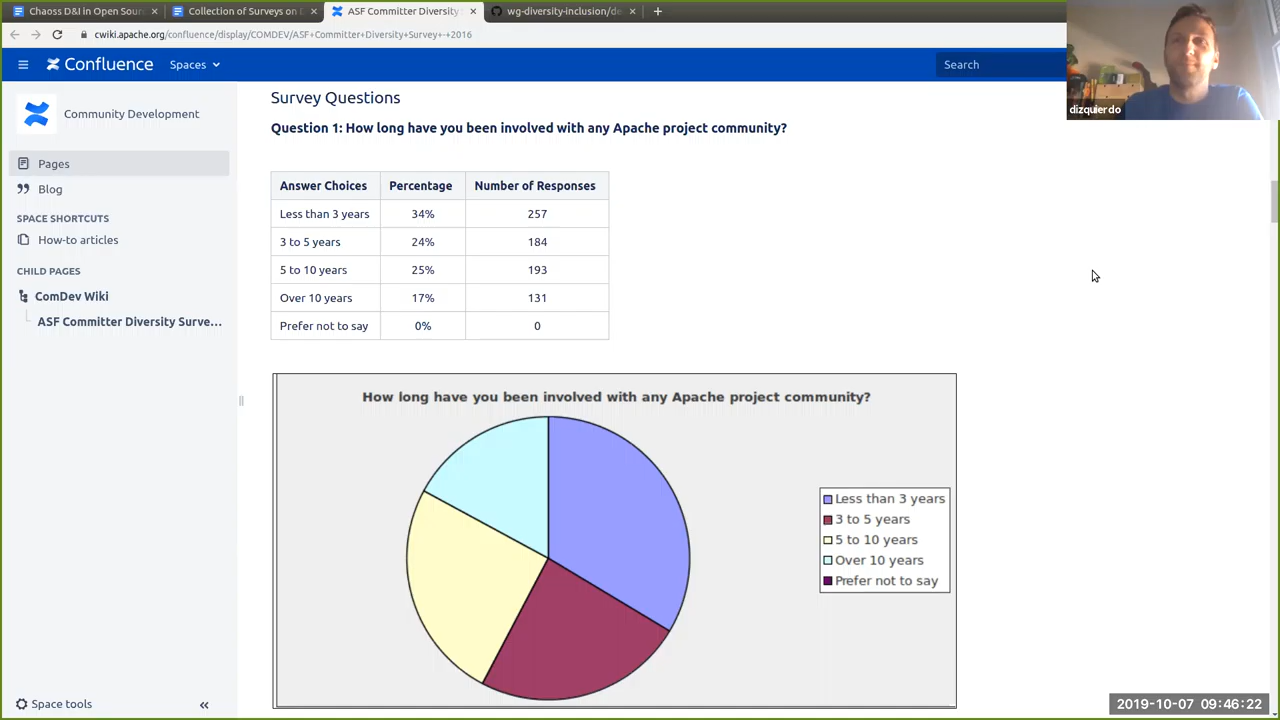 Chaoss D&I in Open Sour
Collection of Surveys on D
ASF Committer Diversity
wg-diversity-inclusion/de
cwiki.apache.org/confluence/display/COMDEV/ASF+Committer+Diversity+Survey+-+2016
Confluence
Spaces
Search
dizquierdo
Community Development
Pages
Blog
SPACE SHORTCUTS
How-to articles
CHILD PAGES
ComDev Wiki
ASF Committer Diversity Surve...
Space tools
Survey Questions
Question 1: How long have you been involved with any Apache project community?
Answer Choices Percentage Number of Responses
Less than 3 years 34% 257
3 to 5 years 24% 184
5 to 10 years 25% 193
Over 10 years 17% 131
Prefer not to say 0% 0
How long have you been involved with any Apache project community?
Less than 3 years
3 to 5 years
5 to 10 years
Over 10 years
Prefer not to say
2019-10-07 09:46:22